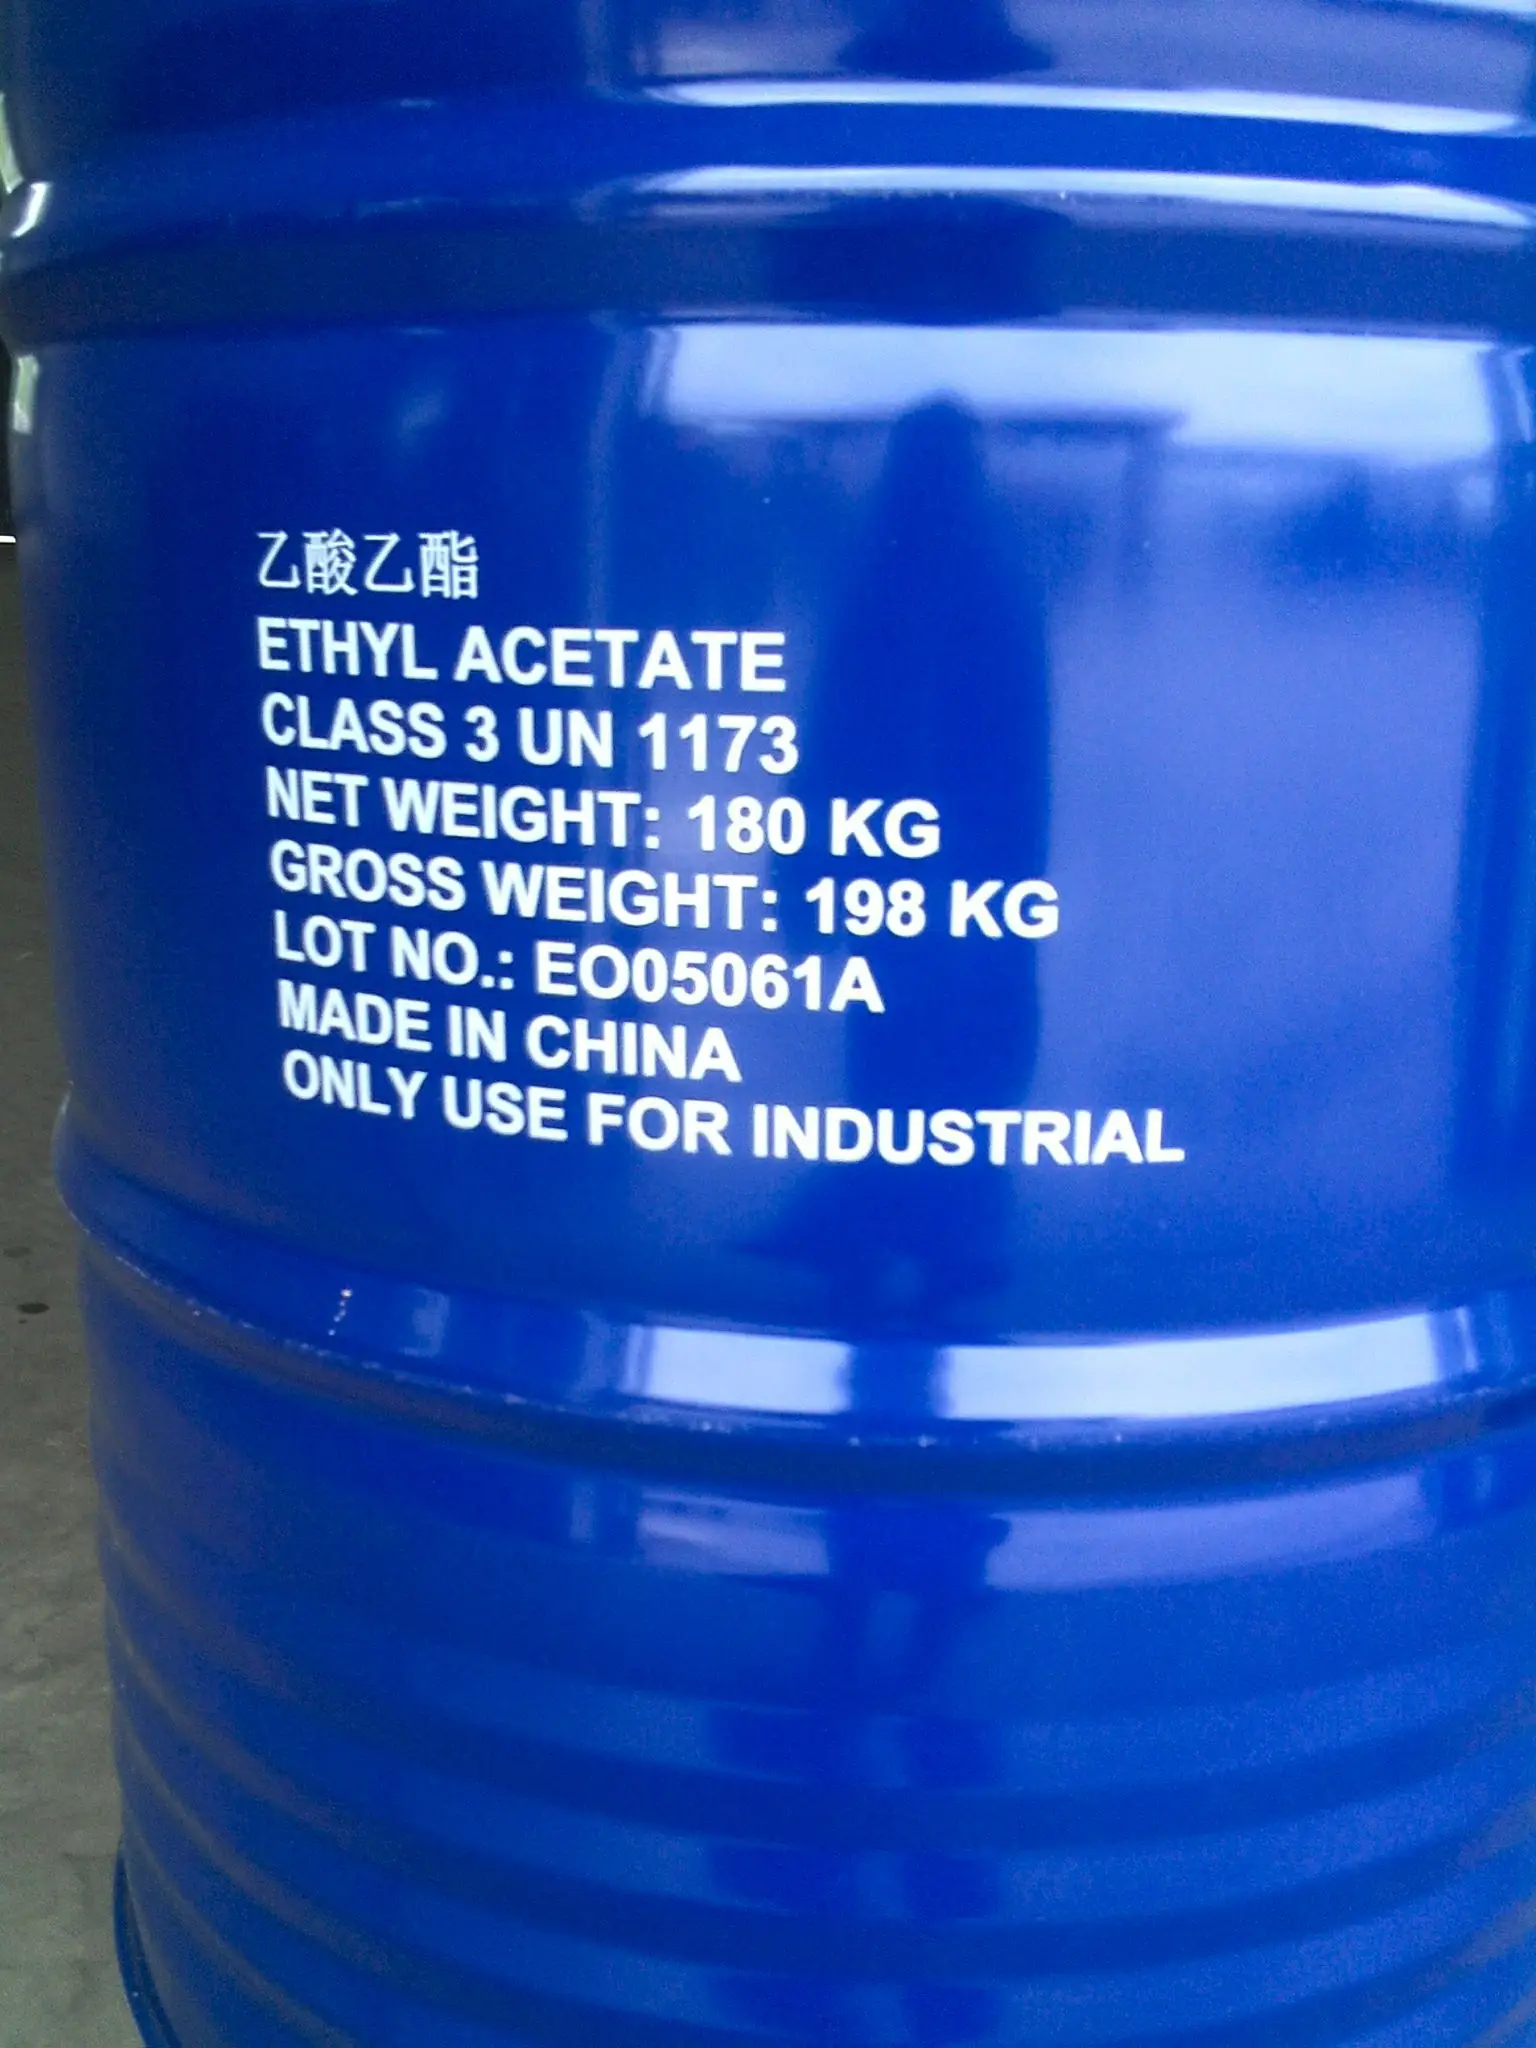 乙酸乙酯
ETHYL ACETATE
CLASS 3 UN 1173
NET WEIGHT: 180 KG
GROSS WEIGHT: 198 KG
LOT NO.: EO05061A
MADE IN CHINA
ONLY USE FOR INDUSTRIAL